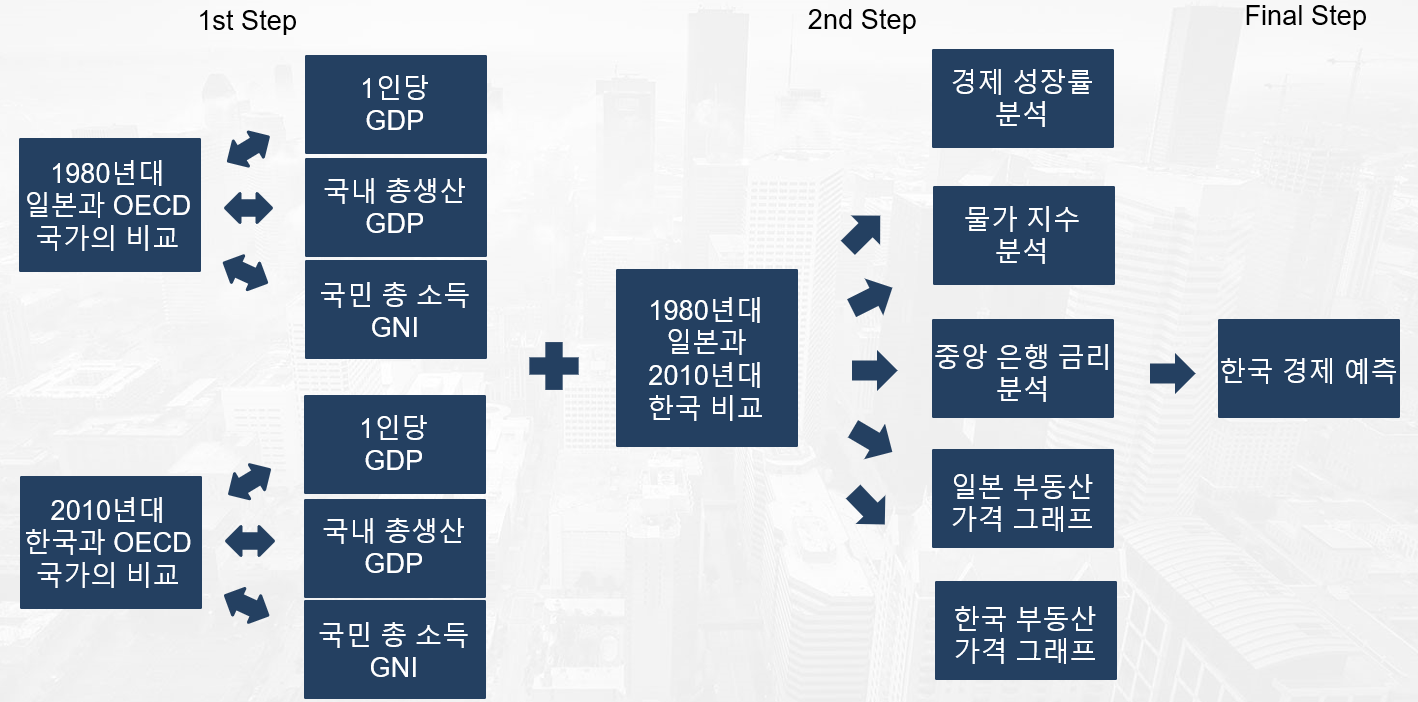 1st Step
1980년대
일본과 OECD
국가의 비교
1인당
GDP
국내 총생산
GDP
국민 총 소득
GNI
2010년대
한국과 OECD
국가의 비교
1인당
GDP
국내 총생산
GDP
국민 총 소득
GNI
2nd Step
1980년대
일본과
2010년대
한국 비교
경제 성장률
분석
물가 지수
분석
중앙 은행 금리
분석
일본 부동산
가격 그래프
한국 부동산
가격 그래프
Final Step
한국 경제 예측